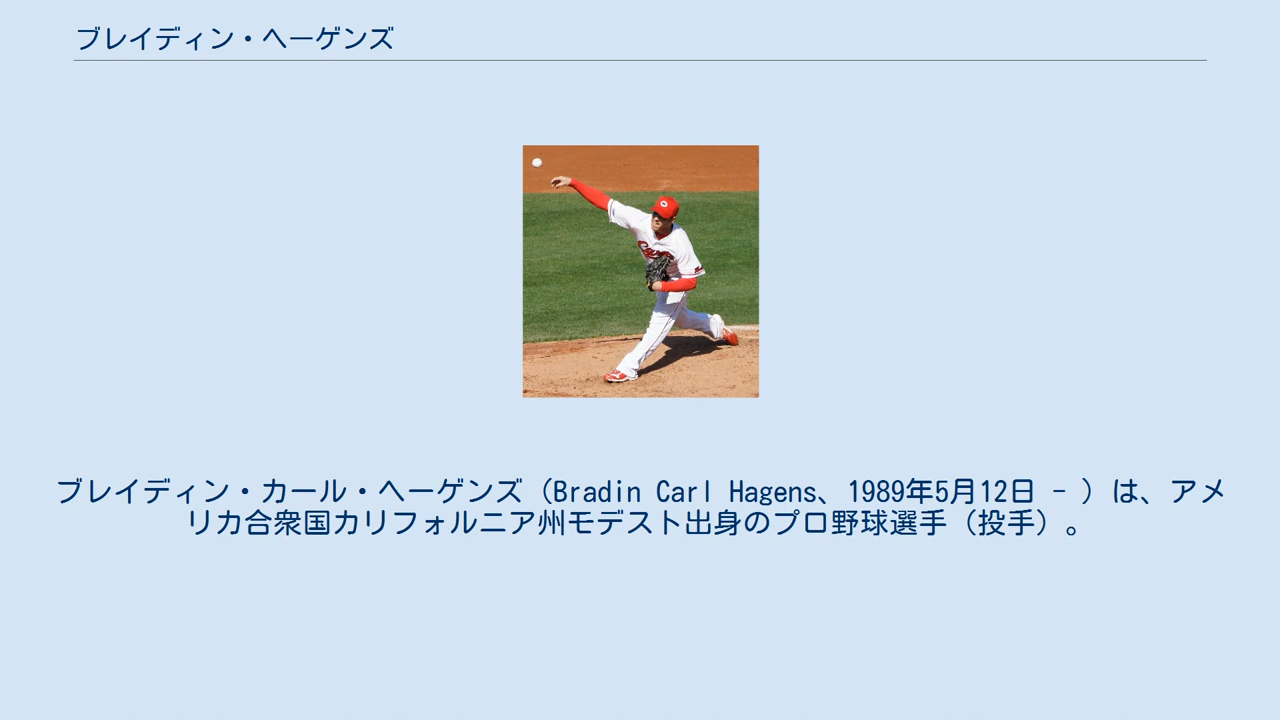 ブレイディン・ヘーゲンズ
ブレイディン・カール・ヘーゲンズ（Bradin Carl Hagens、1989年5月12日 - ）は、アメ
リカ合衆国カリフォルニア州モデスト出身のプロ野球選手（投手）。